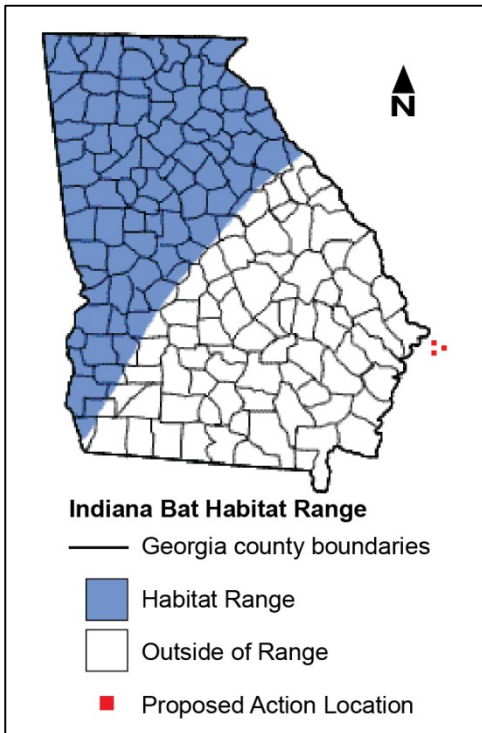 N
Indiana Bat Habitat Range
Georgia county boundaries
Habitat Range
Outside of Range
Proposed Action Location